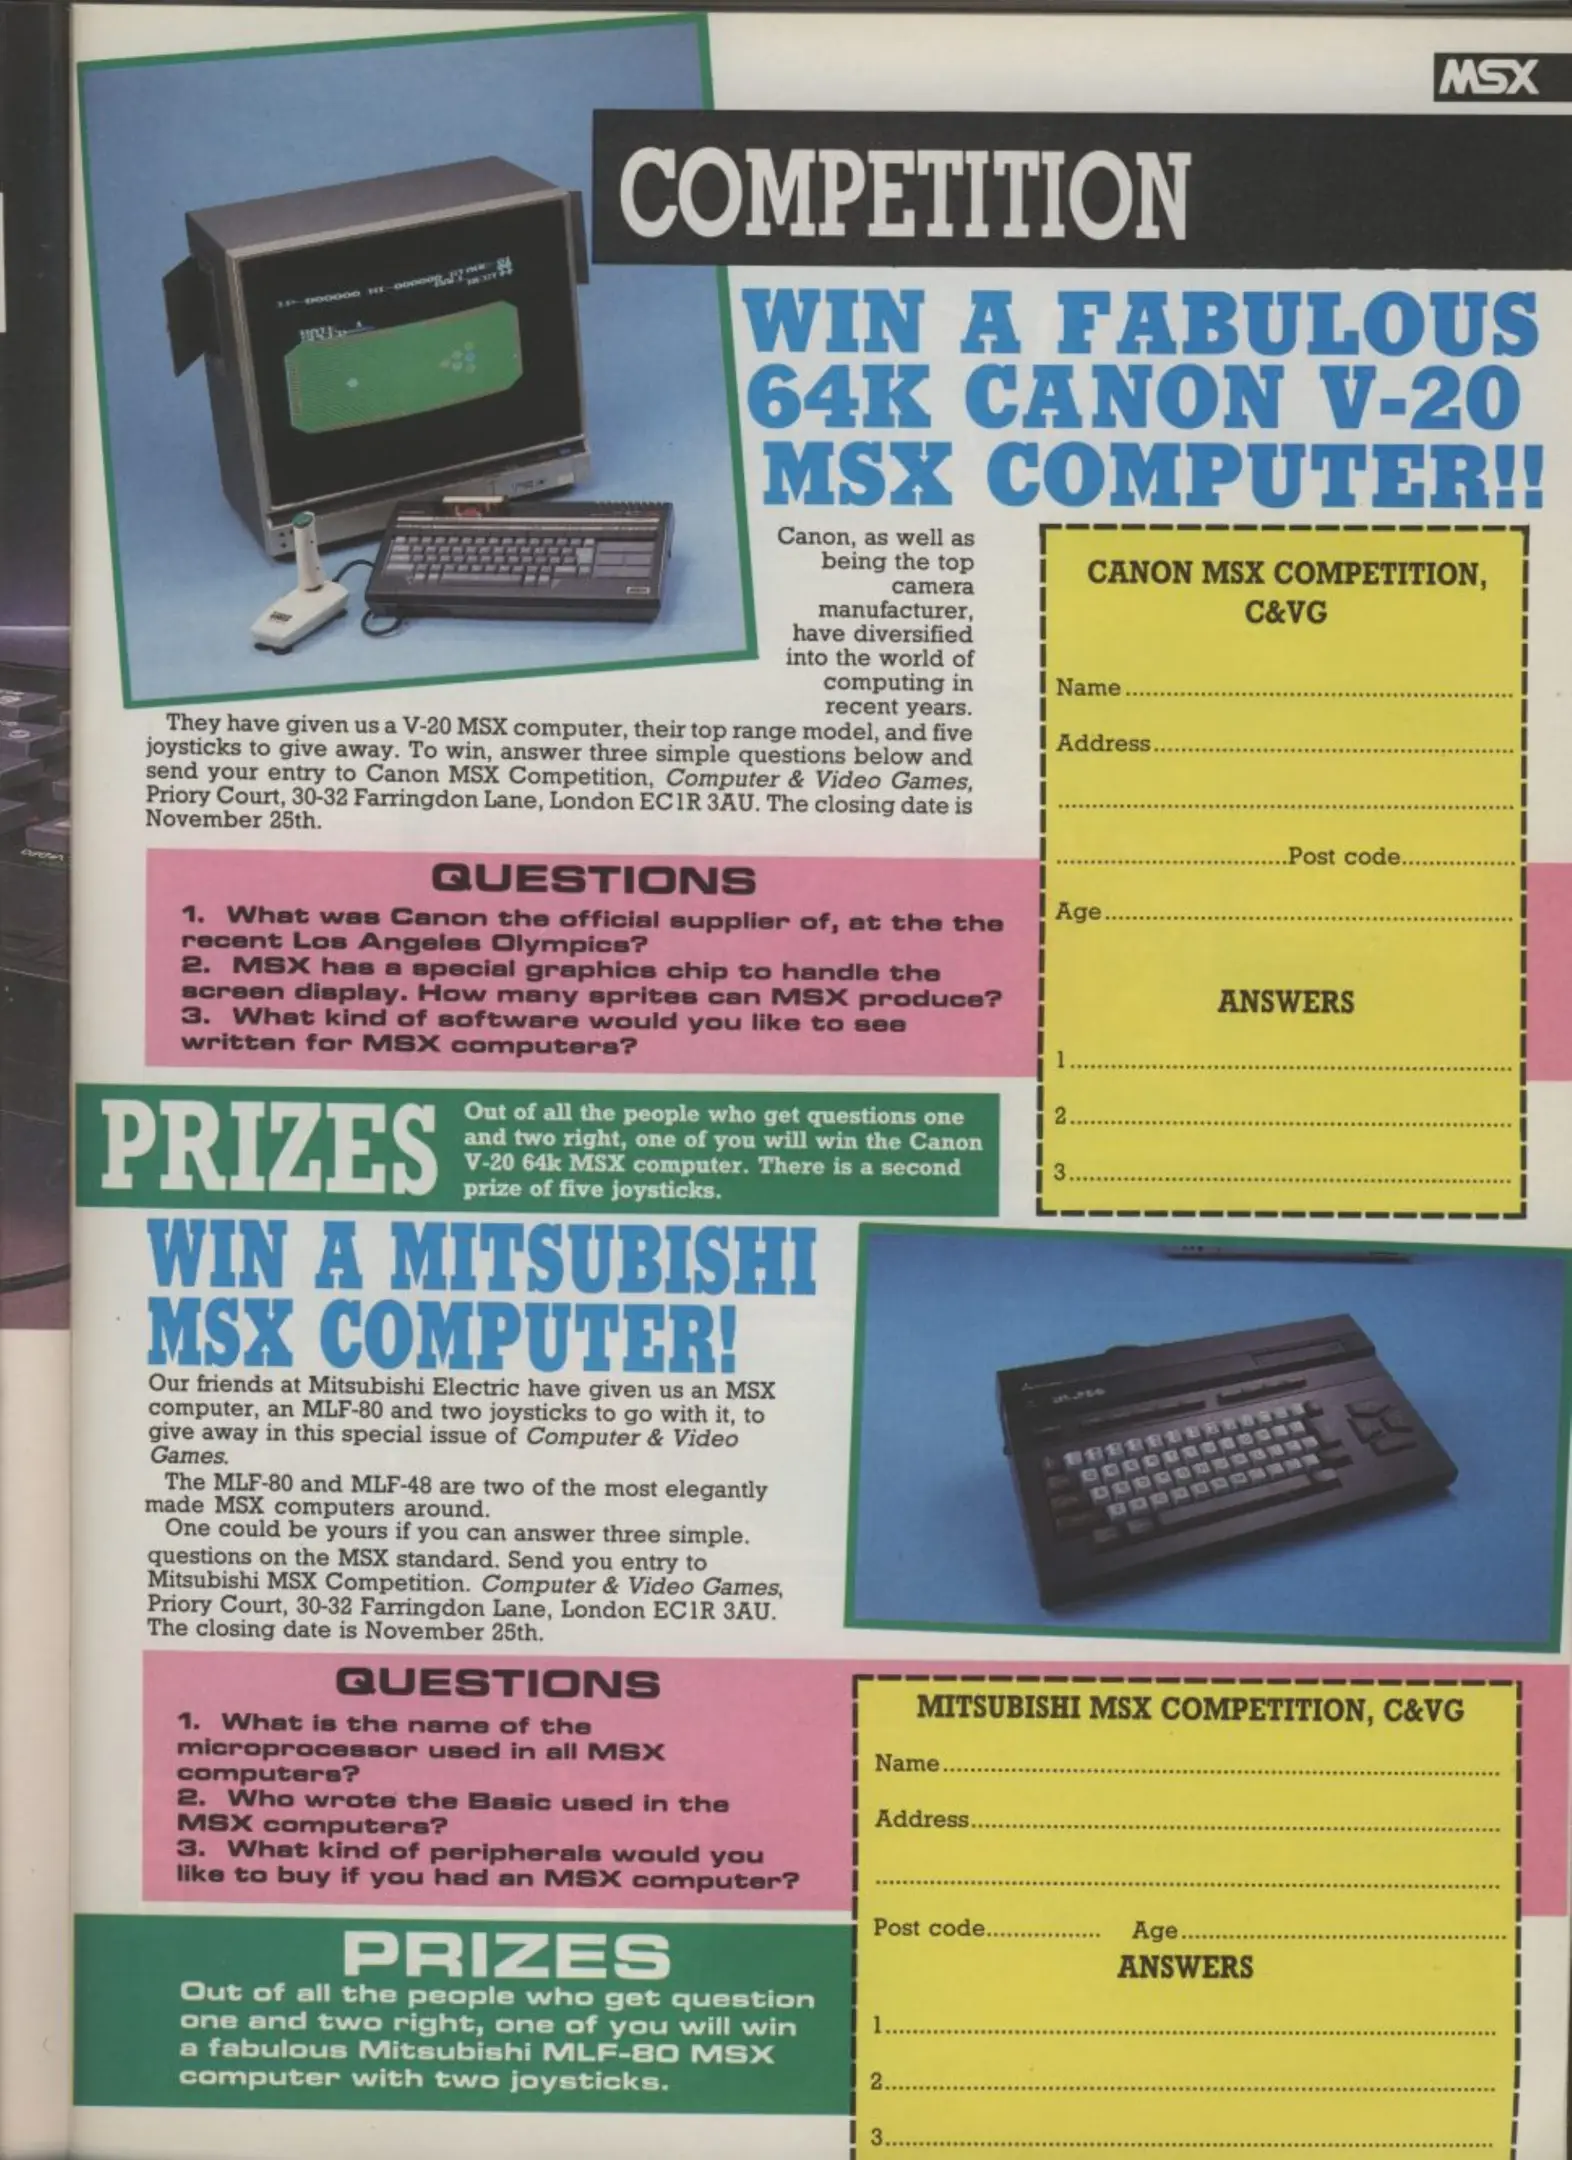 MSX
COMPETITION
WIN A FABULOUS
64K CANON V-20
MSX COMPUTER!!
Canon, as well as
being the top
camera
manufacturer,
have diversified
into the world of
computing in
recent years.
They have given us a V-20 MSX computer, their top range model, and five
joysticks to give away. To win, answer three simple questions below and
send your entry to Canon MSX Competition, Computer & Video Games,
Priory Court, 30-32 Farringdon Lane, London EC1R 3AU. The closing date is
November 25th.
CANON MSX COMPETITION,
C&VG
Name
Address
Post code
Age
ANSWERS
1
2
3
QUESTIONS
1. What was Canon the official supplier of, at the the
recent Los Angeles Olympics?
2. MSX has a special graphics chip to handle the
screen display. How many sprites can MSX produce?
3. What kind of software would you like to see
written for MSX computers?
PRIZES
Out of all the people who get questions one
and two right, one of you will win the Canon
V-20 64k MSX computer. There is a second
prize of five joysticks.
WIN A MITSUBISHI
MSX COMPUTER!
Our friends at Mitsubishi Electric have given us an MSX
computer, an MLF-80 and two joysticks to go with it, to
give away in this special issue of Computer & Video
Games.
The MLF-80 and MLF-48 are two of the most elegantly
made MSX computers around.
One could be yours if you can answer three simple.
questions on the MSX standard. Send you entry to
Mitsubishi MSX Competition. Computer & Video Games,
Priory Court, 30-32 Farringdon Lane, London EC1R 3AU.
The closing date is November 25th.
QUESTIONS
1. What is the name of the
microprocessor used in all MSX
computers?
2. Who wrote the Basic used in the
MSX computers?
3. What kind of peripherals would you
like to buy if you had an MSX computer?
PRIZES
Out of all the people who get question
one and two right, one of you will win
a fabulous Mitsubishi MLF-80 MSX
computer with two joysticks.
MITSUBISHI MSX COMPETITION, C&VG
Name
Address
Post code Age
ANSWERS
1
2
3